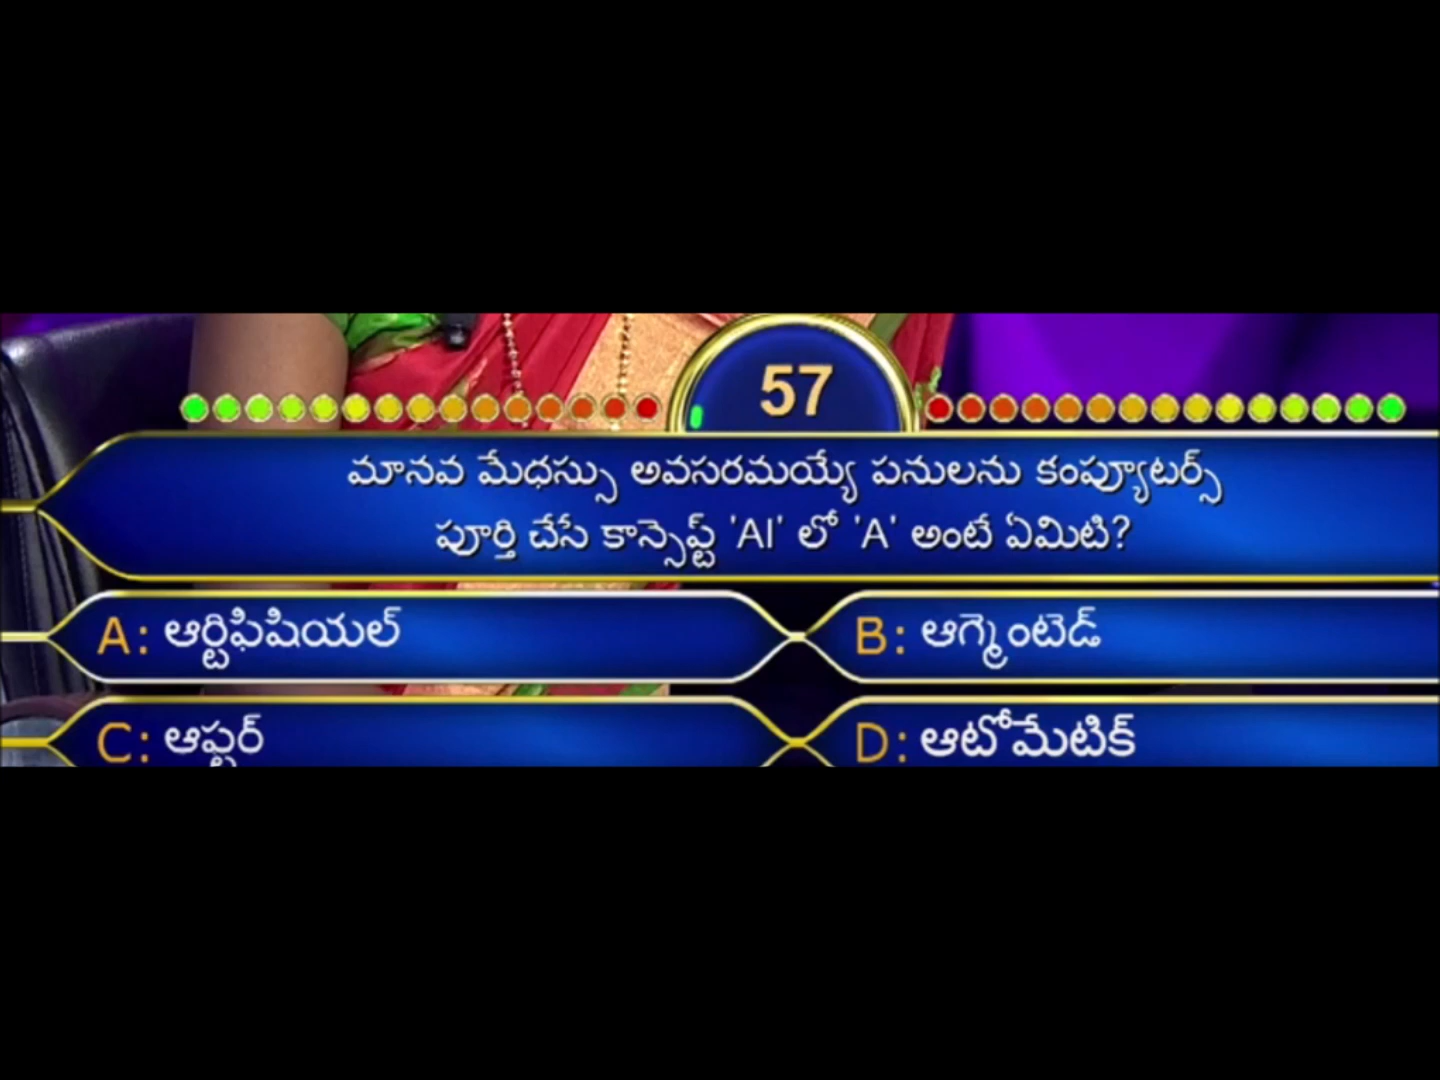 57
మానవ మేధస్సు అవసరమయ్యే పనులను కంప్యూటర్స్
పూర్తి చేసే కాన్సెప్ట్ 'AI' లో 'A' అంటే ఏమిటి?
A: ఆర్టిఫిషియల్
B: ఆగ్మెంటెడ్
C: ఆఫ్టర్
D: ఆటోమేటిక్